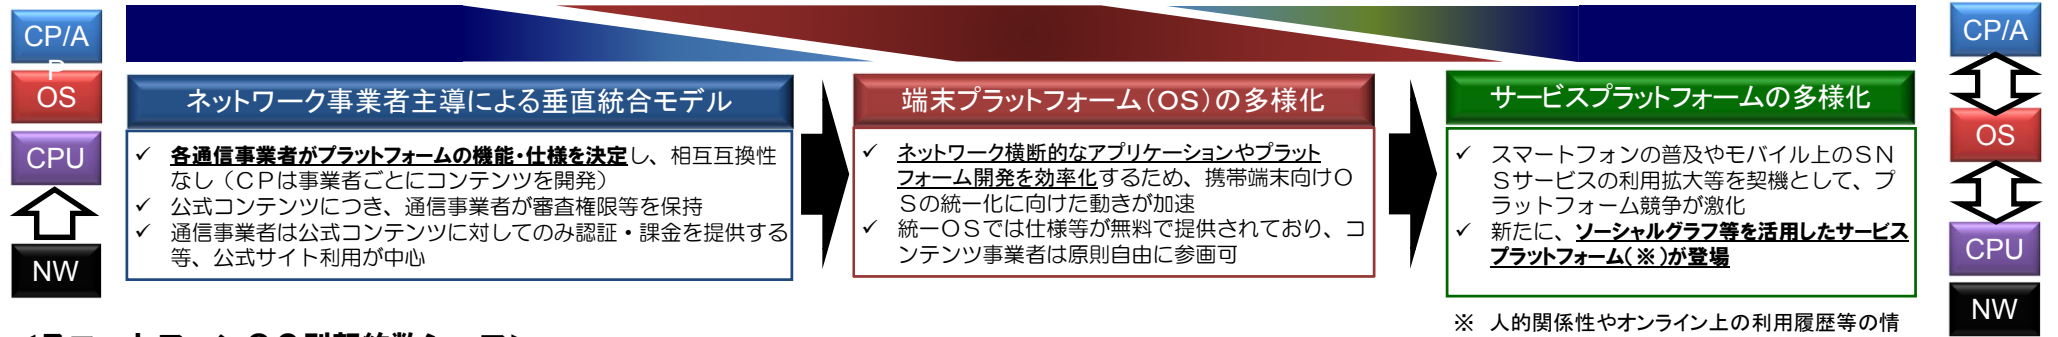 CP/A
P
OS
CPU
NW
ネットワーク事業者主導による垂直統合モデル
✓ 各通信事業者がプラットフォームの機能・仕様を決定し、相互互換性
なし（ＣＰは事業者ごとにコンテンツを開発）
✓ 公式コンテンツにつき、通信事業者が審査権限等を保持
✓ 通信事業者は公式コンテンツに対してのみ認証・課金を提供する
等、公式サイト利用が中心
端末プラットフォーム（OS）の多様化
✓ ネットワーク横断的なアプリケーションやプラット
フォーム開発を効率化するため、携帯端末向けＯ
Ｓの統一化に向けた動きが加速
✓ 統一ＯＳでは仕様等が無料で提供されており、コ
ンテンツ事業者は原則自由に参画可
サービスプラットフォームの多様化
✓ スマートフォンの普及やモバイル上のＳＮ
Ｓサービスの利用拡大等を契機として、プ
ラットフォーム競争が激化
✓ 新たに、ソーシャルグラフ等を活用したサービス
プラットフォーム（※）が登場
※ 人的関係性やオンライン上の利用履歴等の情
CP/A
OS
CPU
NW